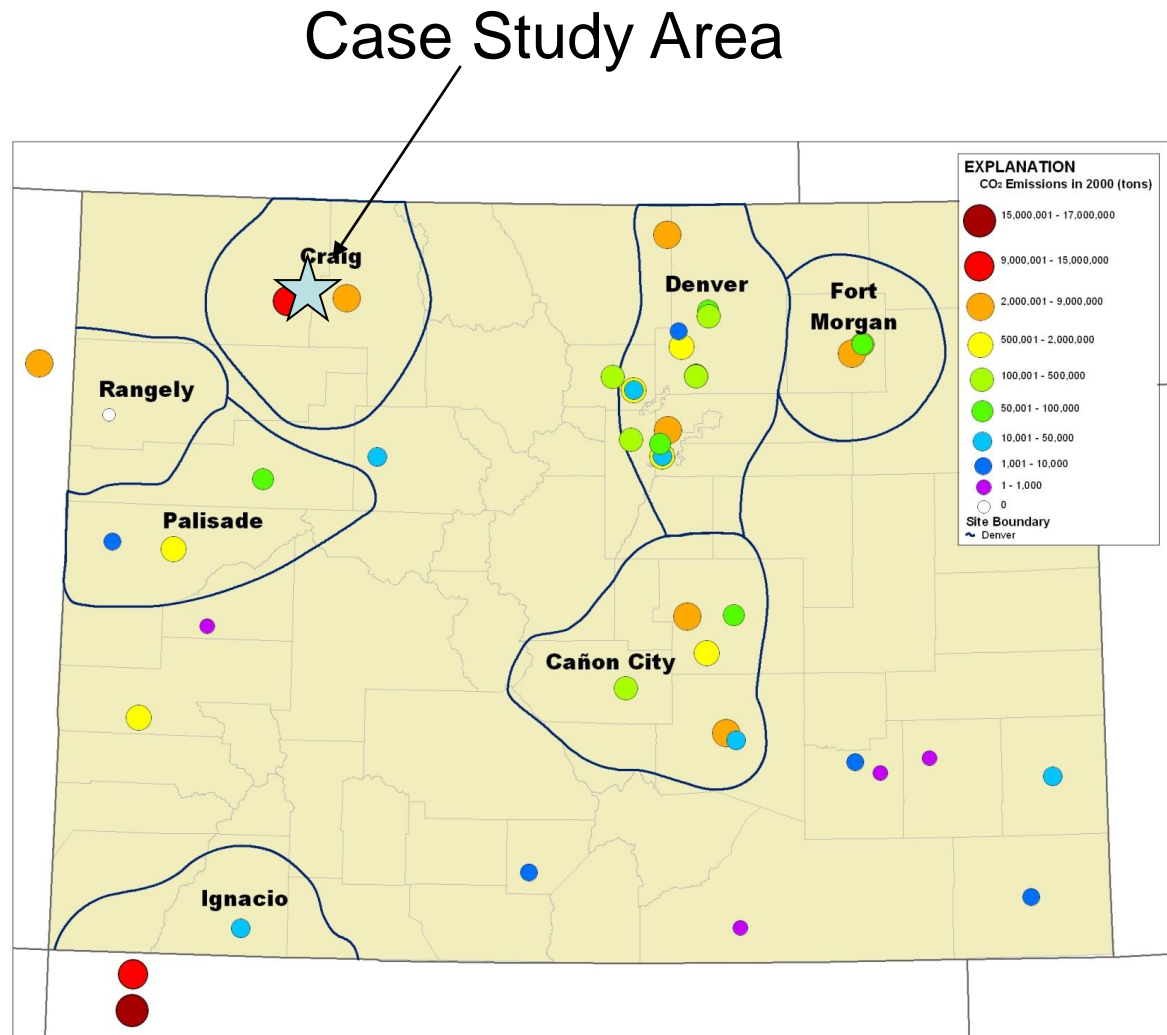 Case Study Area
EXPLANATION
CO2 Emissions in 2000 (tons)
15,000,001 - 17,000,000
9,000,001 - 15,000,000
2,000,001 - 9,000,000
500,001 - 2,000,000
100,001 - 500,000
50,001 - 100,000
10,001 - 50,000
1,001 - 10,000
1 - 1,000
0
Site Boundary
Denver
Craig
Denver
Fort
Morgan
Rangely
Palisade
Cañon City
Ignacio